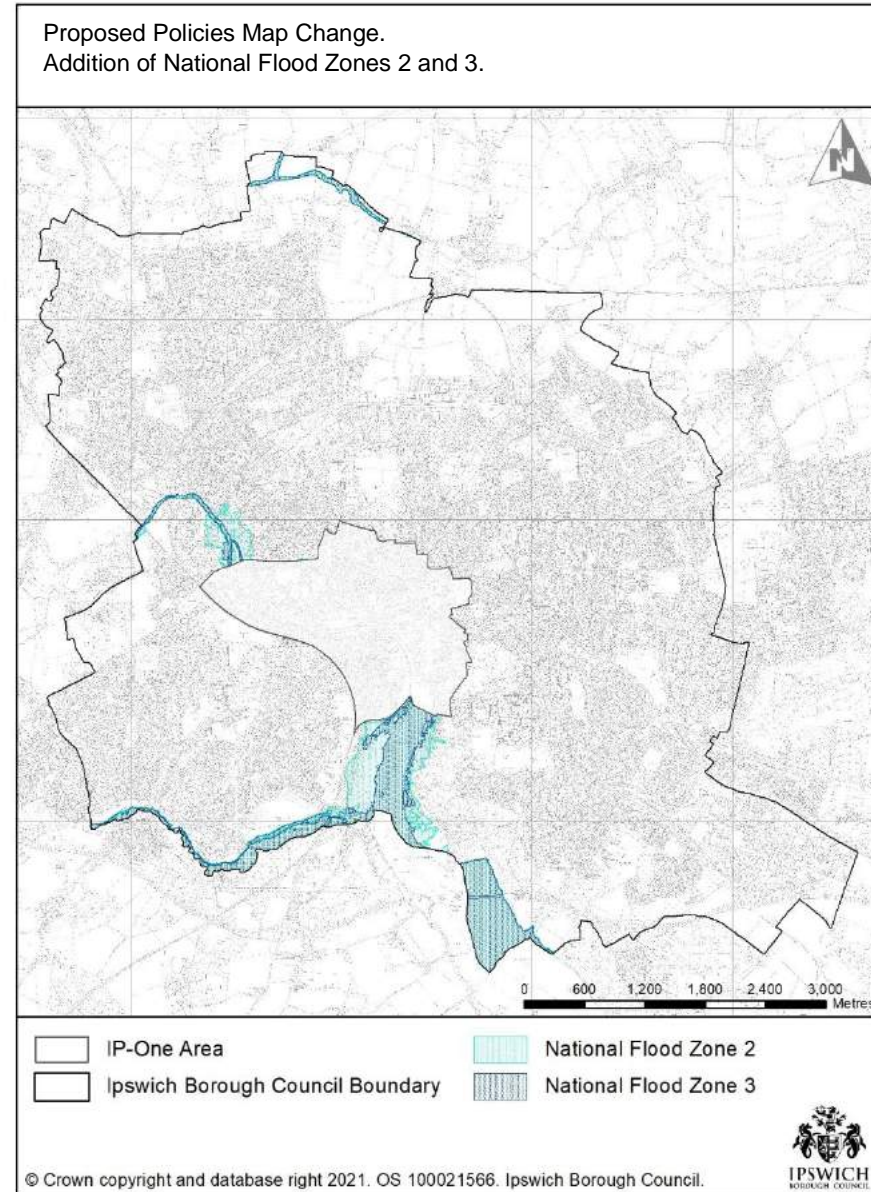 Proposed Policies Map Change.
Addition of National Flood Zones 2 and 3.
N
0 600 1,200 1,800 2,400 3,000
Metres
IP-One Area
Ipswich Borough Council Boundary
National Flood Zone 2
National Flood Zone 3
IPSWICH
BOROUGH COUNCIL
© Crown copyright and database right 2021. OS 100021566. Ipswich Borough Council.